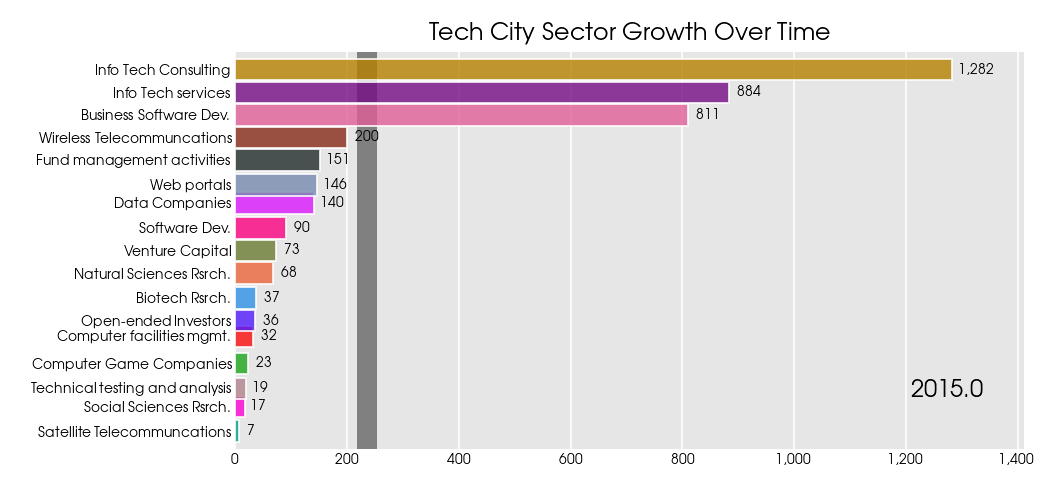 Tech City Sector Growth Over Time
Info Tech Consulting 1,282
Info Tech services 884
Business Software Dev. 811
Wireless Telecommuncations 200
Fund management activities 151
Web portals 146
Data Companies 140
Software Dev. 90
Venture Capital 73
Natural Sciences Rsrch. 68
Biotech Rsrch. 37
Open-ended Investors 36
Computer facilities mgmt. 32
Computer Game Companies 23
Technical testing and analysis 19
2015.0
Social Sciences Rsrch. 17
Satellite Telecommuncations 7
0 200 400 600 800 1,000 1,200 1,400